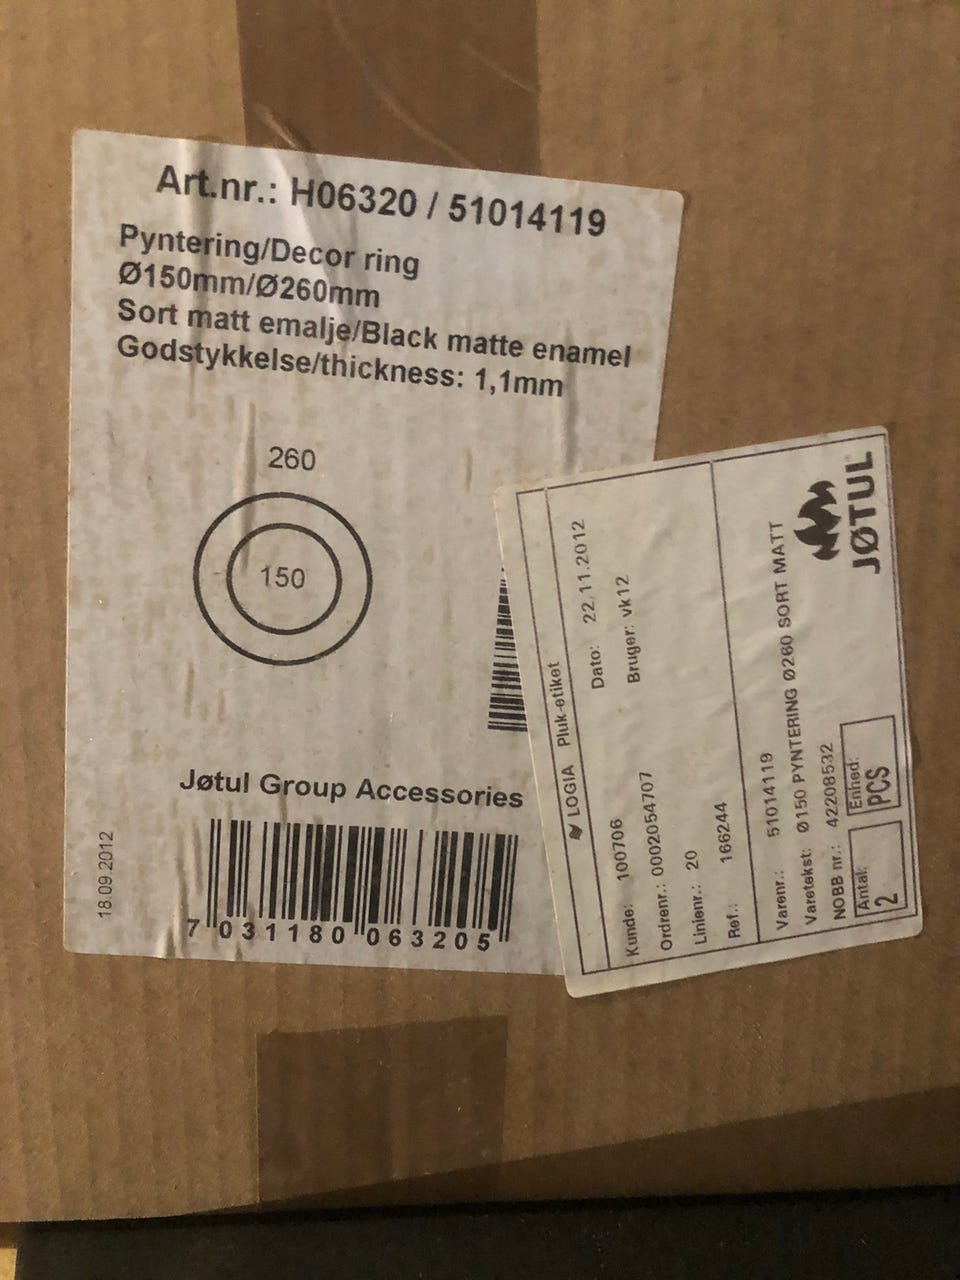 Art.nr.: H06320 / 51014119
Pyntering/Decor ring
Ø150mm/Ø260mm
Sort matt emalje/Black matte enamel
Godstykkelse/thickness: 1,1mm
260
150
Jøtul Group Accessories
18.09.2012
7 031180 063205
LOGIA Pluk-etiket
Kunde: 100706 Dato: 22.11.2012
Ordrenr.: 0002054707 Bruger: vk12
Linienr.: 20
Ref.: 166244
Varenr.: 51014119
Varetekst: Ø150 PYNTERING Ø260 SORT MATT
NOBB nr.: 42208532
Antal: Enhed:
2 PCS
JØTUL